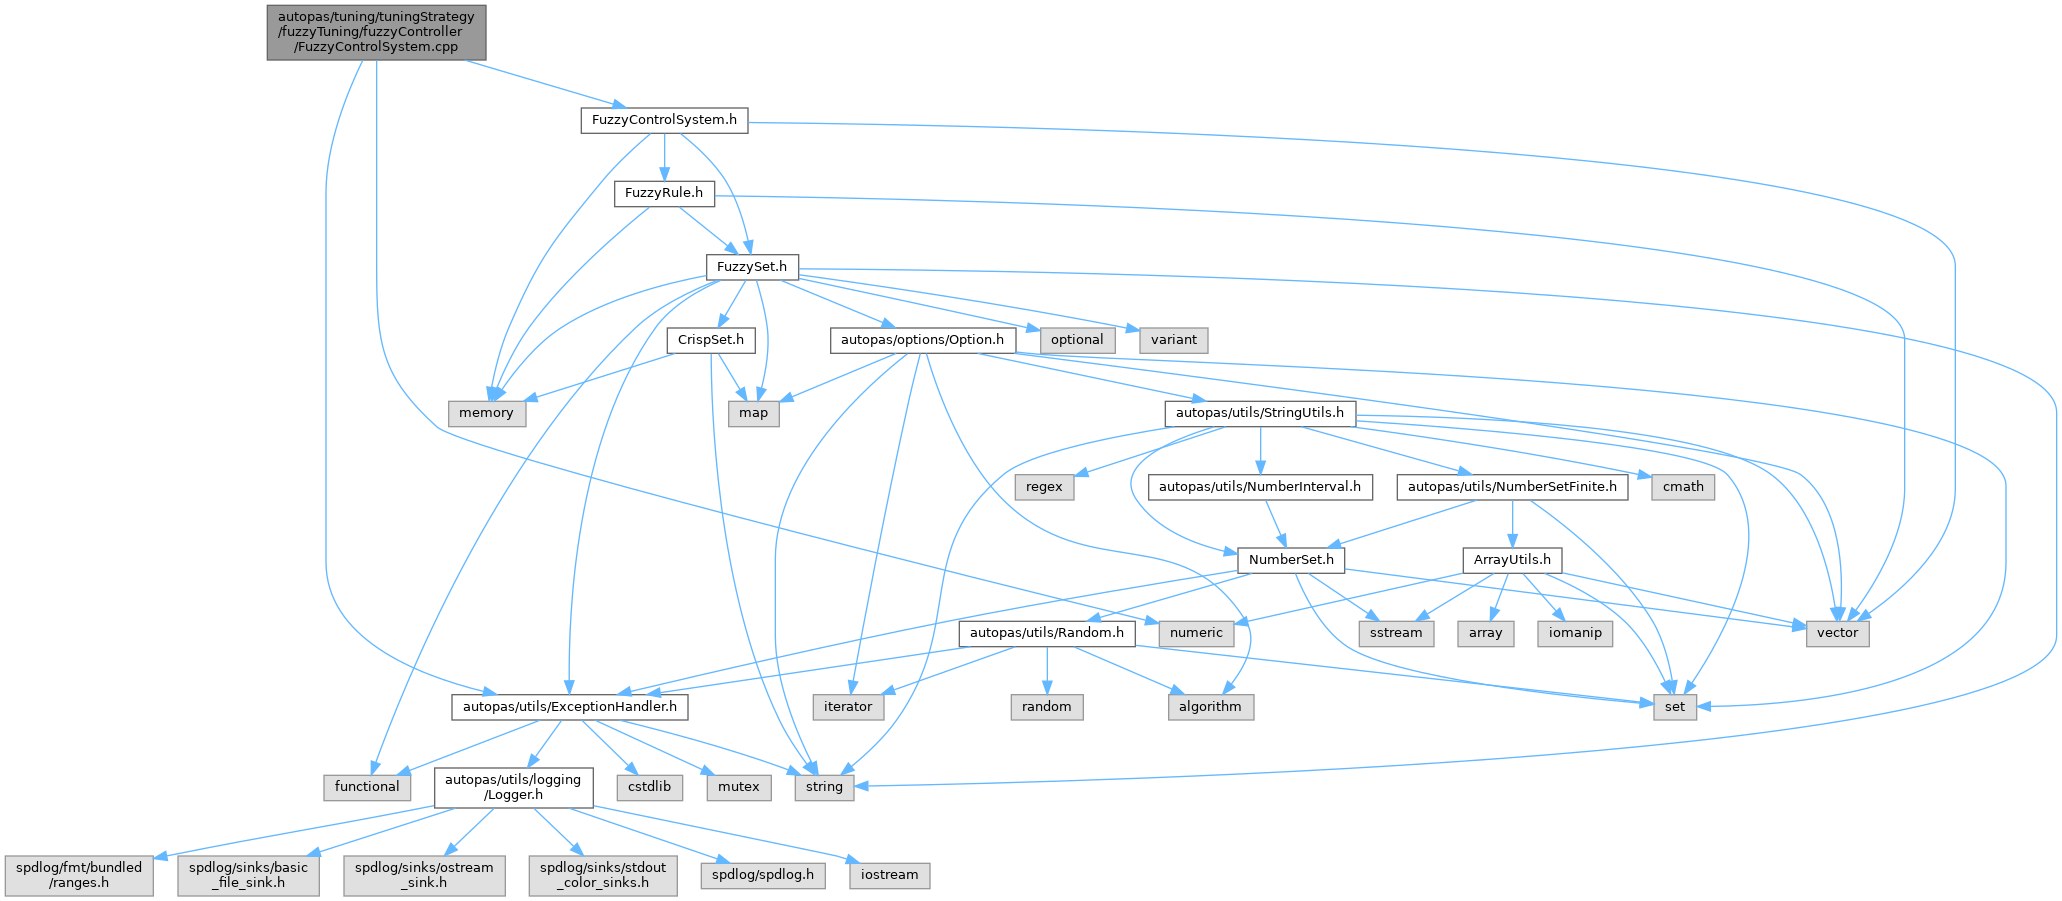 autopas/tuning/tuningStrategy
/fuzzyTuning/fuzzyController
/FuzzyControlSystem.cpp
FuzzyControlSystem.h
FuzzyRule.h
FuzzySet.h
CrispSet.h
autopas/options/Option.h
optional
variant
memory
map
autopas/utils/StringUtils.h
regex
autopas/utils/NumberInterval.h
autopas/utils/NumberSetFinite.h
cmath
NumberSet.h
ArrayUtils.h
autopas/utils/Random.h
numeric
sstream
array
iomanip
vector
autopas/utils/ExceptionHandler.h
iterator
random
algorithm
set
functional
autopas/utils/logging
/Logger.h
cstdlib
mutex
string
spdlog/fmt/bundled
/ranges.h
spdlog/sinks/basic
_file_sink.h
spdlog/sinks/ostream
_sink.h
spdlog/sinks/stdout
_color_sinks.h
spdlog/spdlog.h
iostream